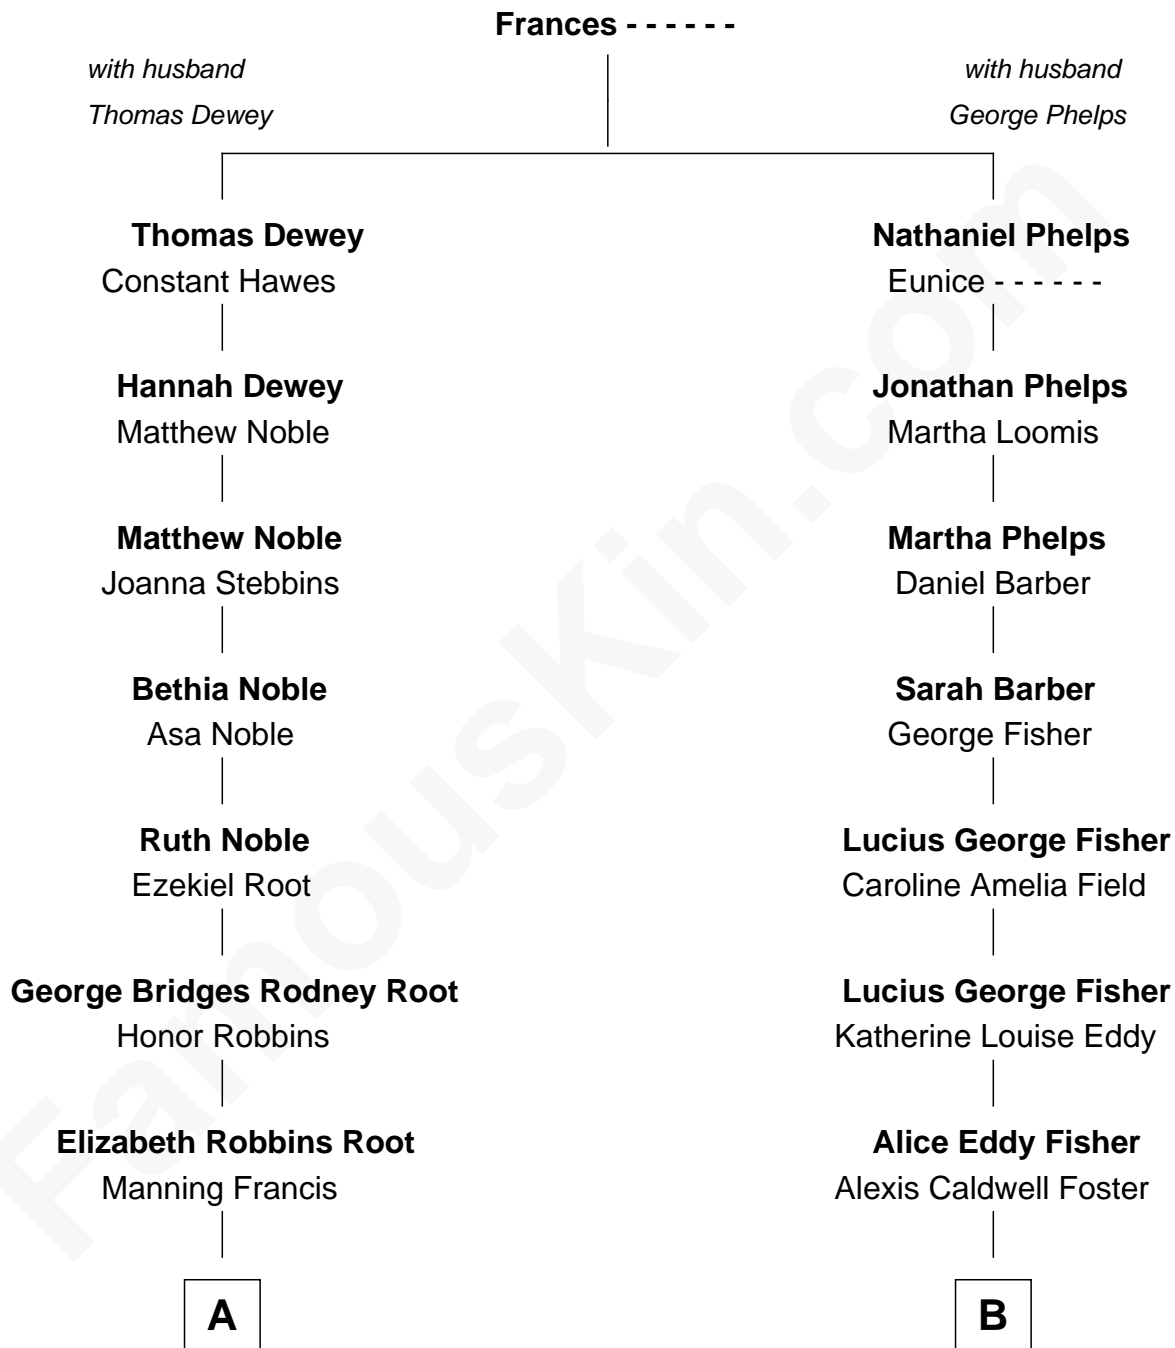 Frances - - - - - -
with husband
Thomas Dewey
with husband
George Phelps
Thomas Dewey
Constant Hawes
Hannah Dewey
Matthew Noble
Matthew Noble
Joanna Stebbins
Bethia Noble
Asa Noble
Ruth Noble
Ezekiel Root
George Bridges Rodney Root
Honor Robbins
Elizabeth Robbins Root
Manning Francis
A
Nathaniel Phelps
Eunice - - - - - -
Jonathan Phelps
Martha Loomis
Martha Phelps
Daniel Barber
Sarah Barber
George Fisher
Lucius George Fisher
Caroline Amelia Field
Lucius George Fisher
Katherine Louise Eddy
Alice Eddy Fisher
Alexis Caldwell Foster
B
FamousKin.com